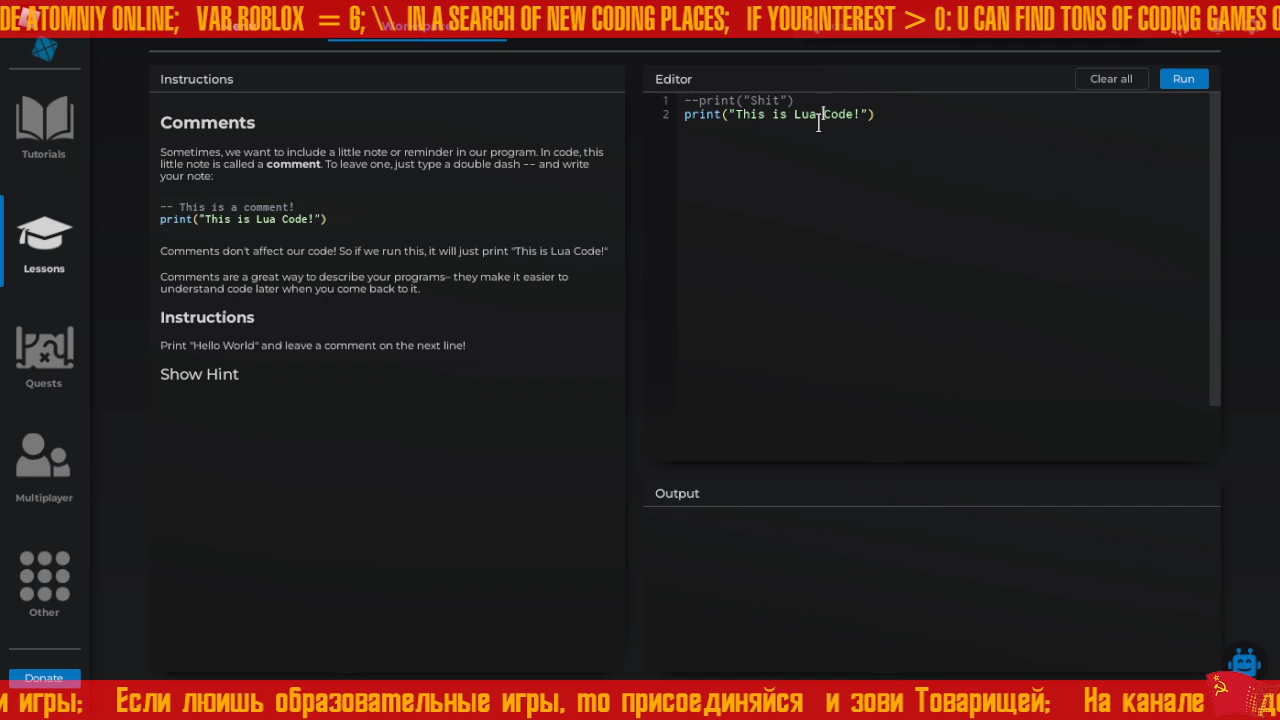 DE ATOMNIY ONLINE; VAR ROBLOX = 6; \\ IN A SEARCH OF NEW CODING PLACES; IF YOURINTEREST > 0: U CAN FIND TONS OF CODING GAMES O
Instructions
Comments
Sometimes, we want to include a little note or reminder in our program. In code, this
little note is called a comment. To leave one, just type a double dash -- and write
your note:
-- This is a comment!
print("This is Lua Code!")
Comments don't affect our code! So if we run this, it will just print "This is Lua Code!"
Comments are a great way to describe your programs– they make it easier to
understand code later when you come back to it.
Instructions
Print "Hello World" and leave a comment on the next line!
Show Hint
Editor
Clear all
Run
1 --print("Shit")
2 print("This is Lua Code!")
Output
Tutorials
Lessons
Quests
Multiplayer
Other
Donate
и игры; Если люишь образовательные игры, то присоединяйся и зови Товарищей; На канале